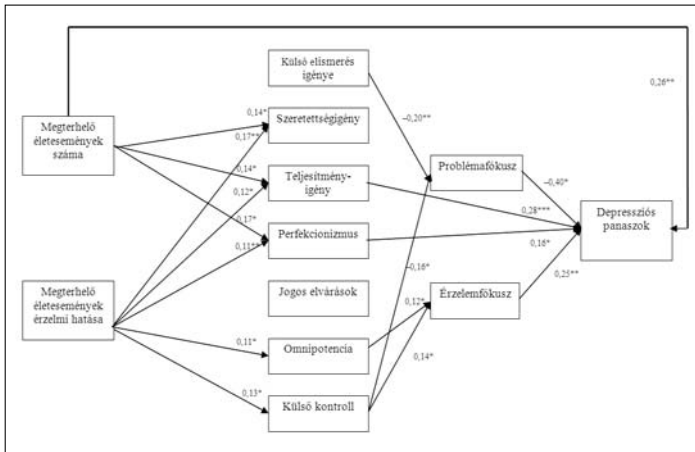 Külső elismerés
igénye
0,26**
Megterhelő
életesemények
száma
0,14*
Szeretettségigény
0,17**
–0,20**
0,14*
Teljesítmény-
igény
0,12*
Problémafókusz
–0,40*
0,28***
Depressziós
panaszok
0,17*
Perfekcionizmus
0,11**
0,16*
–0,16*
Megterhelő
életesemények
érzelmi hatása
Jogos elvárások
0,12*
Érzelemfókusz
0,25**
0,11*
Omnipotencia
0,14*
0,13*
Külső kontroll